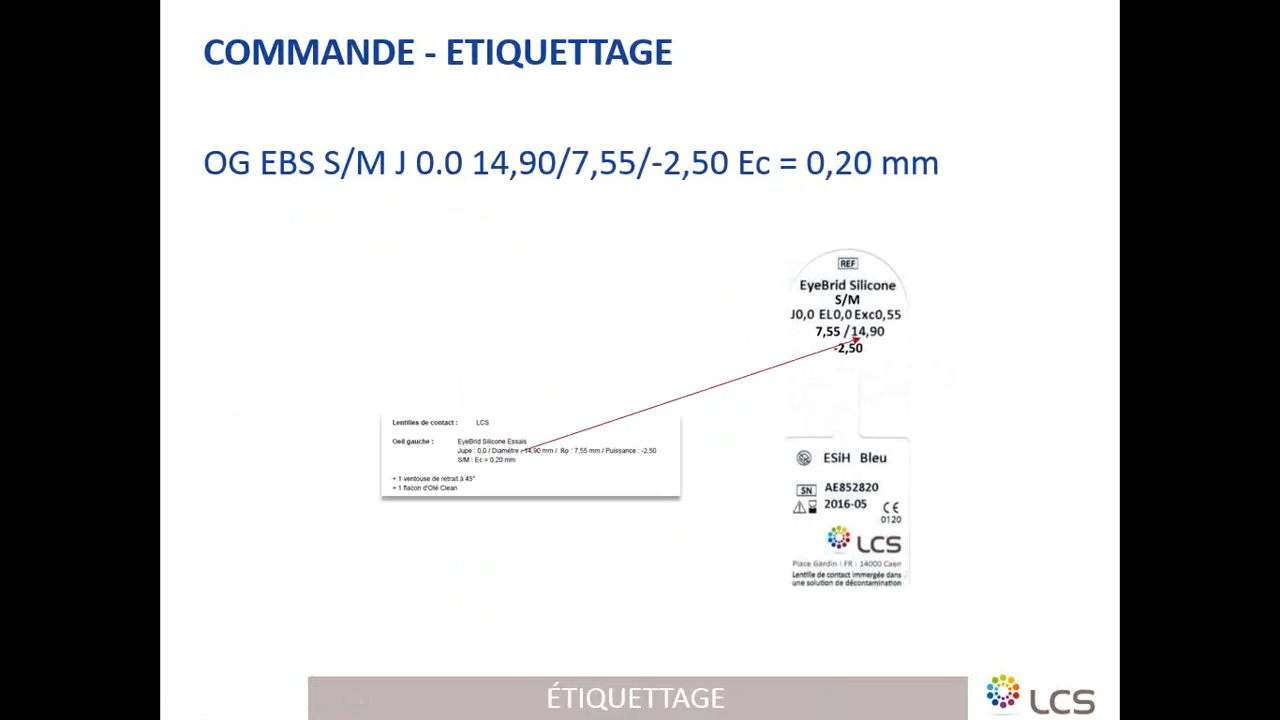 COMMANDE - ETIQUETTAGE
OG EBS S/M J 0.0 14,90/7,55/-2,50 Ec = 0,20 mm
REF
EyeBrid Silicone
S/M
J0,0 EL0,0 Exc0,55
7,55 /14,90
-2,50
Lentilles de contact : LCS
Oeil gauche : EyeBrid Silicone Essais
Jupe : 0.0 / Diamètre : 14,90 mm / Ro : 7,55 mm / Puissance : -2.50
S/M : Ec = 0.20 mm
+ 1 ventouse de retrait à 45°
+ 1 flacon d'Oté Clean
ESiH Bleu
SN AE852820
2016-05
CE
0120
LCS
Place Gardin I FR I 14000 Caen
Lentille de contact immergée dans
une solution de décontamination
ÉTIQUETTAGE
LCS